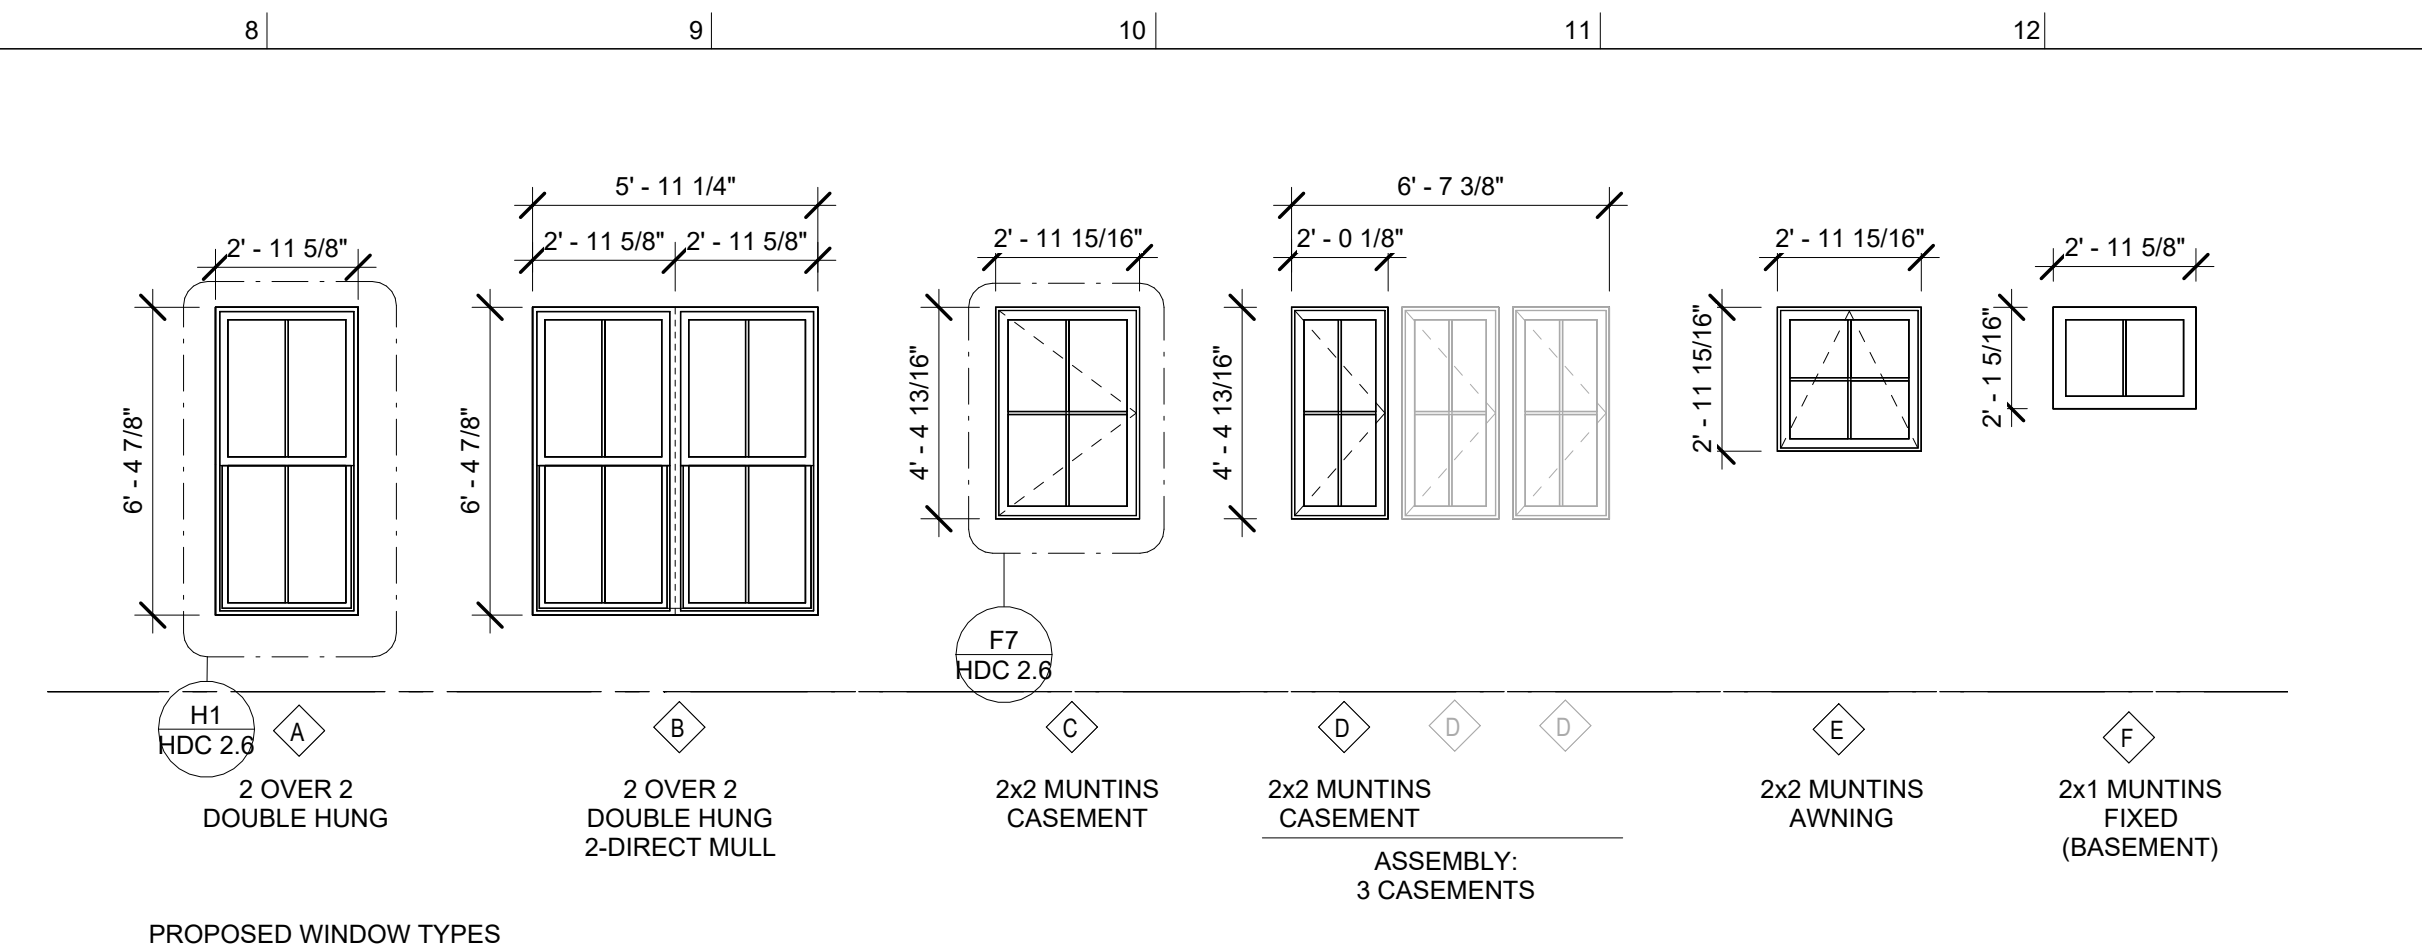 8 9 10 11 12
5' - 11 1/4" 6' - 7 3/8"
2' - 11 5/8" 2' - 11 5/8" 2' - 11 5/8" 2' - 11 15/16" 2' - 0 1/8" 2' - 11 15/16" 2' - 11 5/8"
6' - 4 7/8" 6' - 4 7/8" 4' - 4 13/16" 4' - 4 13/16" 2' - 11 15/16" 2' - 1 5/16"
F7
HDC 2.6
H1
HDC 2.6
A B C D D D E F
2 OVER 2
DOUBLE HUNG
2 OVER 2
DOUBLE HUNG
2-DIRECT MULL
2x2 MUNTINS
CASEMENT
2x2 MUNTINS
CASEMENT
ASSEMBLY:
3 CASEMENTS
2x2 MUNTINS
AWNING
2x1 MUNTINS
FIXED
(BASEMENT)
PROPOSED WINDOW TYPES